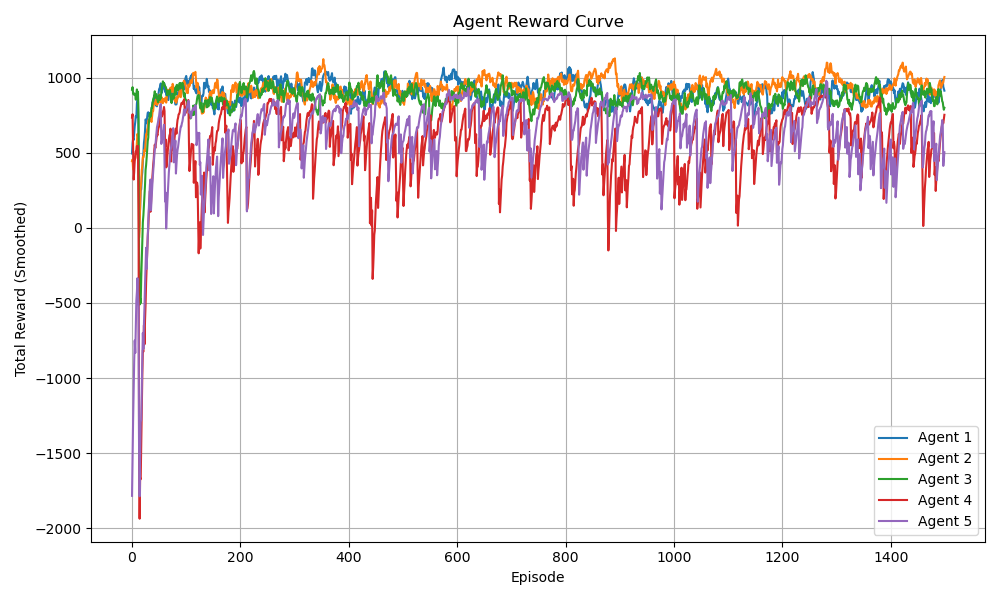 Agent Reward Curve
Total Reward (Smoothed)
1000
500
0
−500
−1000
−1500
−2000
0 200 400 600 800 1000 1200 1400
Episode
Agent 1
Agent 2
Agent 3
Agent 4
Agent 5